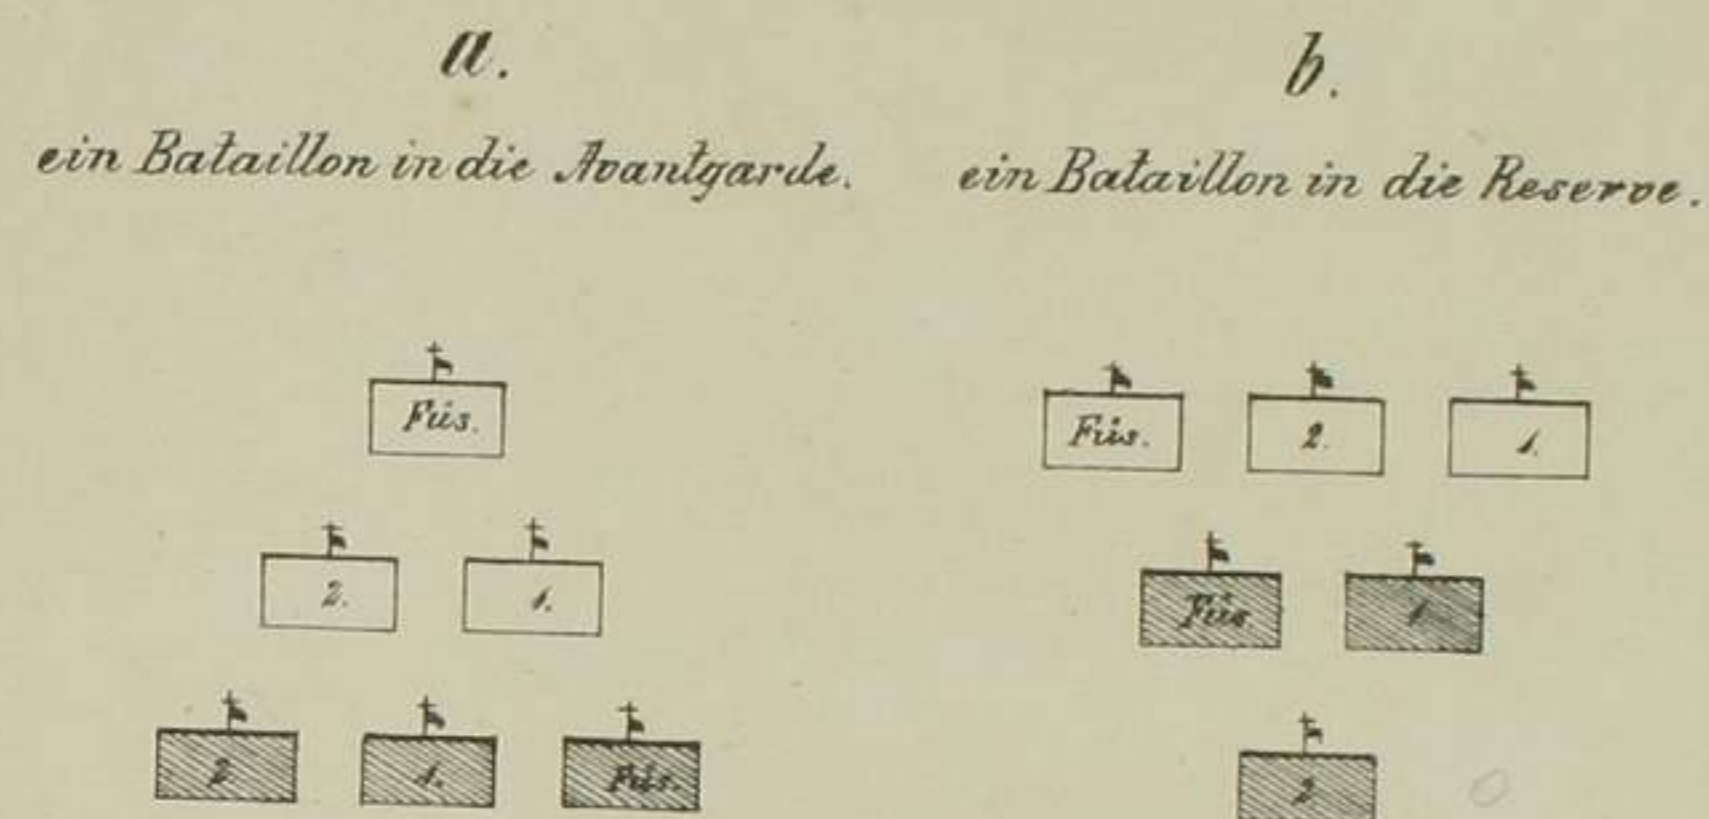 a.
ein Bataillon in die Avantgarde.
Füs.
2. 1.
2 1. Füs.
b.
ein Bataillon in die Reserve.
Füs. 2. 1.
Füs. 1
2